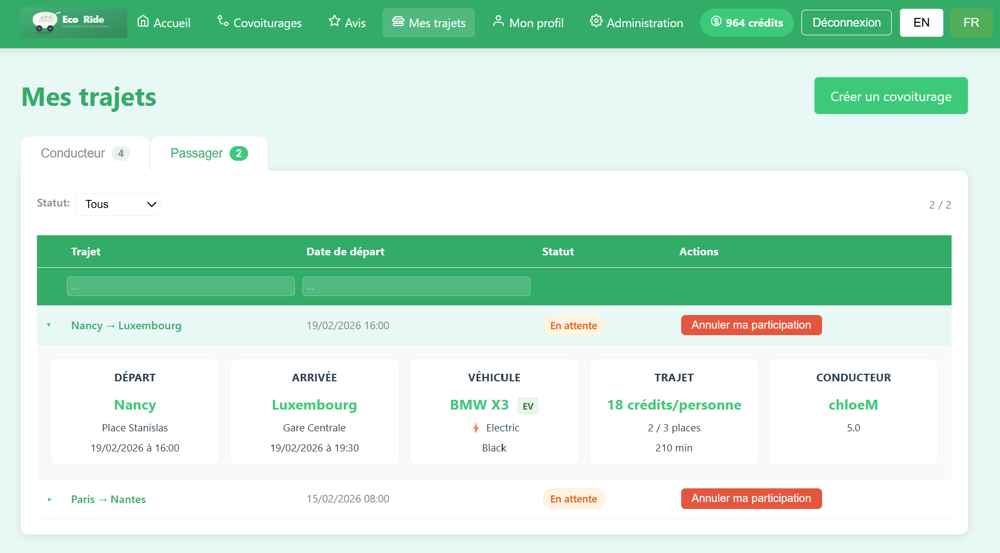 Eco Ride
COVOITURAGE ECO-RESPONSABLE
Accueil
Covoiturages
Avis
Mes trajets
Mon profil
Administration
964 crédits
Déconnexion
EN
FR
Mes trajets
Créer un covoiturage
Conducteur 4
Passager 2
Statut: Tous
2 / 2
Trajet Date de départ Statut Actions
... ...
Nancy → Luxembourg 19/02/2026 16:00 En attente Annuler ma participation
DÉPART
Nancy
Place Stanislas
19/02/2026 à 16:00
ARRIVÉE
Luxembourg
Gare Centrale
19/02/2026 à 19:30
VÉHICULE
BMW X3 EV
Electric
Black
TRAJET
18 crédits/personne
2 / 3 places
210 min
CONDUCTEUR
chloeM
5.0
Paris → Nantes 15/02/2026 08:00 En attente Annuler ma participation